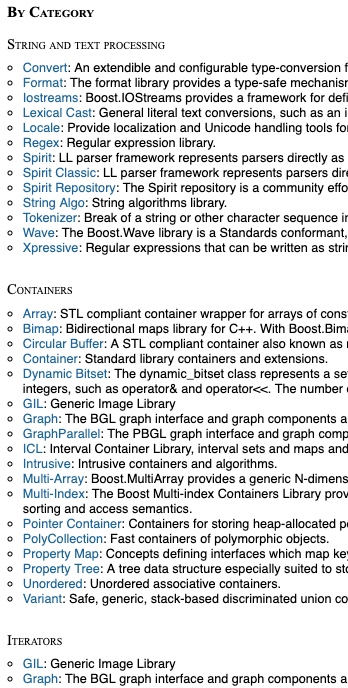 By Category
String and text processing
Convert: An extendible and configurable type-conversion f
Format: The format library provides a type-safe mechanisr
Iostreams: Boost.IOStreams provides a framework for defi
Lexical Cast: General literal text conversions, such as an i
Locale: Provide localization and Unicode handling tools fo
Regex: Regular expression library.
Spirit: LL parser framework represents parsers directly as
Spirit Classic: LL parser framework represents parsers dire
Spirit Repository: The Spirit repository is a community effo
String Algo: String algorithms library.
Tokenizer: Break of a string or other character sequence in
Wave: The Boost.Wave library is a Standards conformant,
Xpressive: Regular expressions that can be written as strin
Containers
Array: STL compliant container wrapper for arrays of cons
Bimap: Bidirectional maps library for C++. With Boost.Bima
Circular Buffer: A STL compliant container also known as r
Container: Standard library containers and extensions.
Dynamic Bitset: The dynamic_bitset class represents a se
integers, such as operator& and operator<<. The number o
GIL: Generic Image Library
Graph: The BGL graph interface and graph components a
GraphParallel: The PBGL graph interface and graph comp
ICL: Interval Container Library, interval sets and maps and
Intrusive: Intrusive containers and algorithms.
Multi-Array: Boost.MultiArray provides a generic N-dimens
Multi-Index: The Boost Multi-index Containers Library prov
sorting and access semantics.
Pointer Container: Containers for storing heap-allocated po
PolyCollection: Fast containers of polymorphic objects.
Property Map: Concepts defining interfaces which map key
Property Tree: A tree data structure especially suited to sto
Unordered: Unordered associative containers.
Variant: Safe, generic, stack-based discriminated union co
Iterators
GIL: Generic Image Library
Graph: The BGL graph interface and graph components a